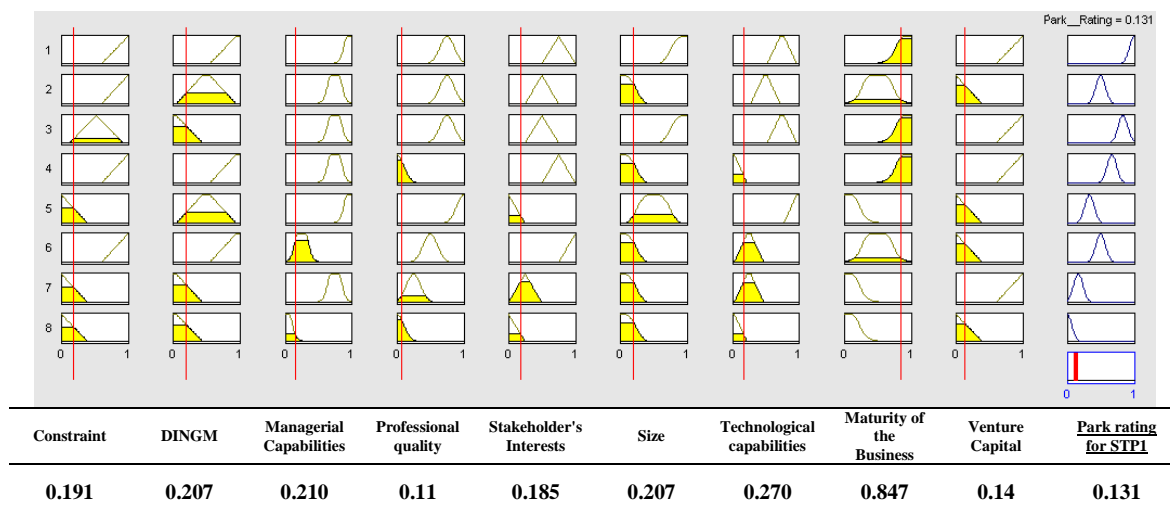 Park__Rating = 0.131
1
2
3
4
5
6
7
8
0 1 0 1 0 1 0 1 0 1 0 1 0 1 0 1 0 1
0 1
Constraint DINGM Managerial Capabilities Professional quality Stakeholder's Interests Size Technological capabilities Maturity of the Business Venture Capital Park rating for STP1
0.191 0.207 0.210 0.11 0.185 0.207 0.270 0.847 0.14 0.131